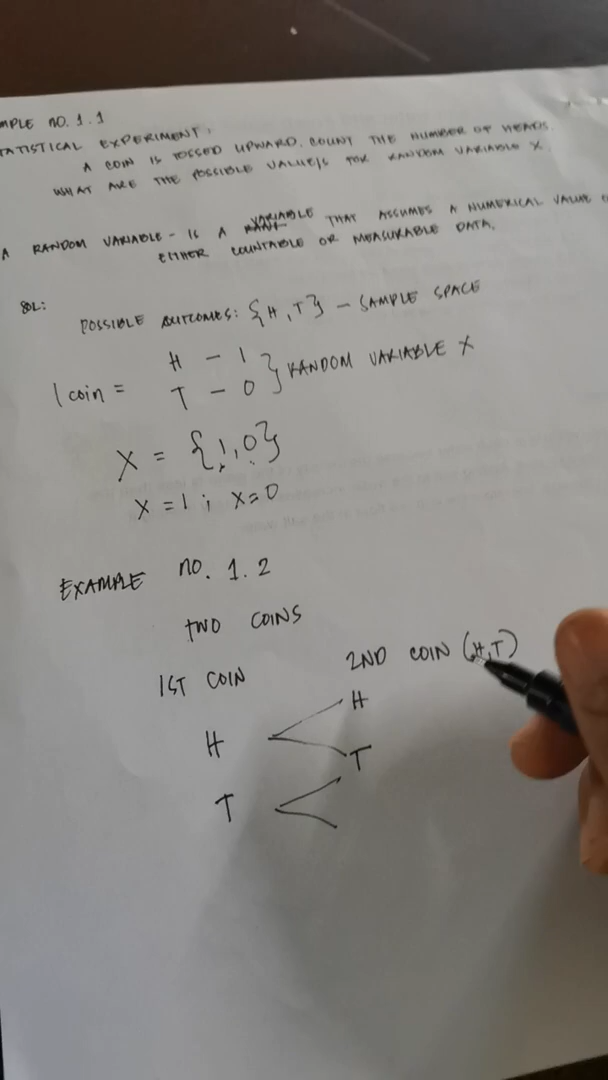 MPLE NO. 1.1
TATISTICAL EXPERIMENT:
A COIN IS TOSSED UPWARD. COUNT THE NUMBER OF HEADS.
WHAT ARE THE POSSIBLE VALUE/S FOR RANDOM VARIABLE X.
A RANDOM VARIABLE - IS A VARIABLE THAT ASSUMES A NUMERICAL VALUE
EITHER COUNTABLE OR MEASURABLE DATA.
SOL:
POSSIBLE OUTCOMES: {H, T} - SAMPLE SPACE
1 coin = H - 1
T - 0 } RANDOM VARIABLE X
X = {1, 0}
X = 1 ; X = 0
EXAMPLE NO. 1.2
TWO COINS
1ST COIN 2ND COIN (H,T)
H H
T
T